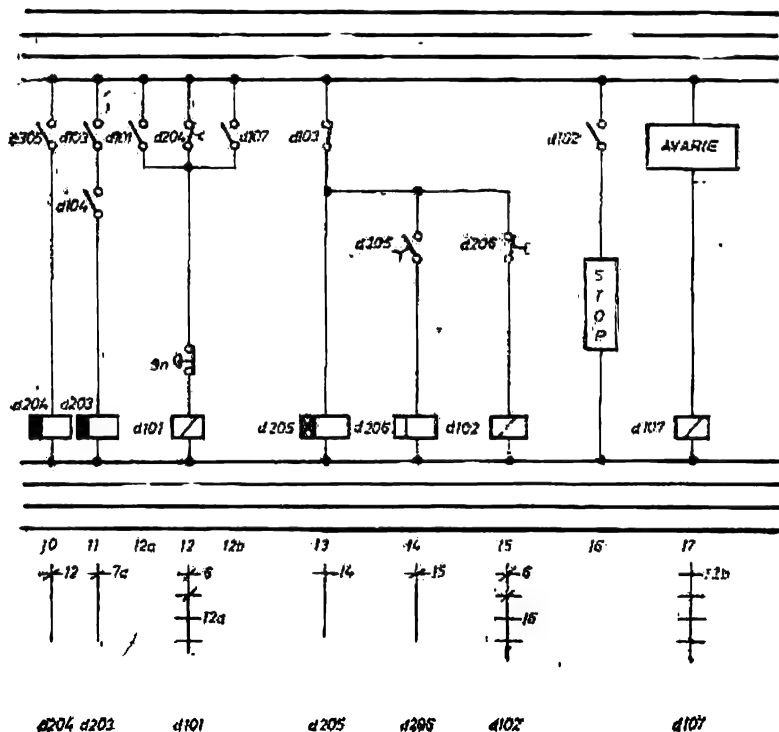 d305 d103 d101 d204 d107 d103 d102 AVARIE
d104
d205 d206
STOP
d204 d203 d101 d205 d206 d102 d107
10 11 12a 12 12b 13 14 15 16 17
12 7a 6 14 15 6 12b
12a 16
d204 d203 d101 d205 d206 d102 d107